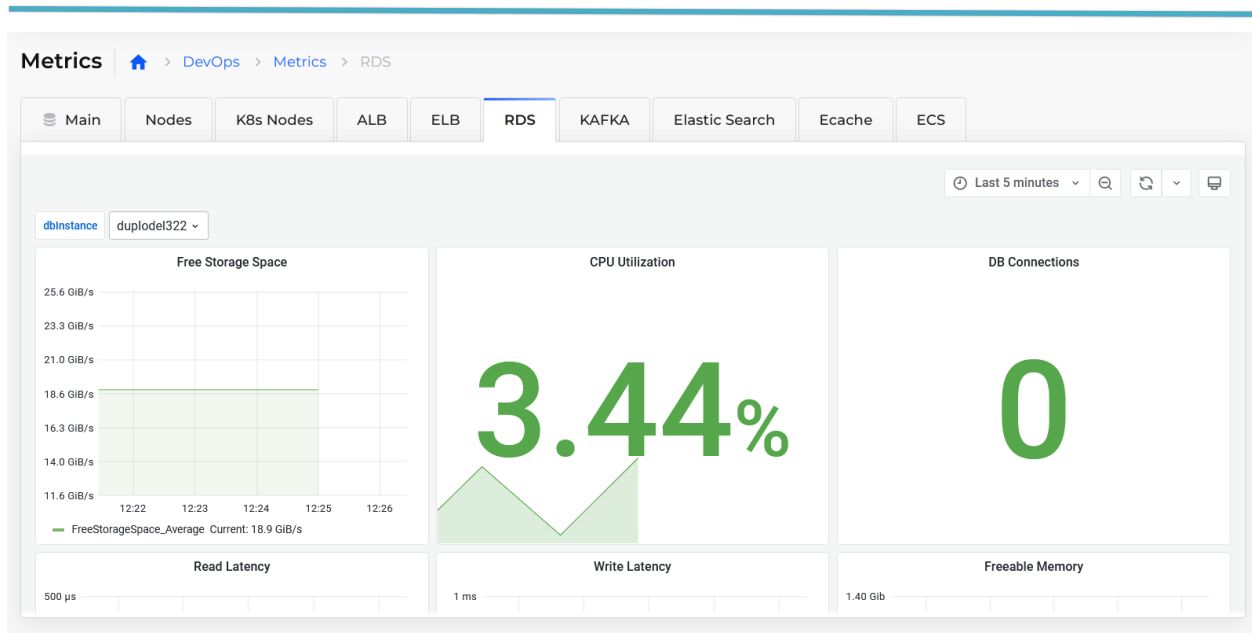 Metrics > DevOps > Metrics > RDS
Main Nodes K8s Nodes ALB ELB RDS KAFKA Elastic Search Ecache ECS
Last 5 minutes
dbInstance duplodel322
Free Storage Space
25.6 GiB/s
23.3 GiB/s
21.0 GiB/s
18.6 GiB/s
16.3 GiB/s
14.0 GiB/s
11.6 GiB/s
12:22 12:23 12:24 12:25 12:26
FreeStorageSpace_Average Current: 18.9 GiB/s
CPU Utilization
3.44%
DB Connections
0
Read Latency
500 µs
Write Latency
1 ms
Freeable Memory
1.40 Gib